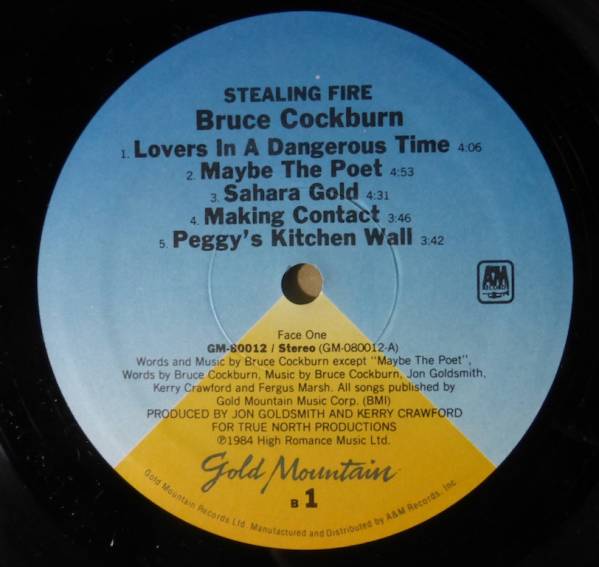 STEALING FIRE
Bruce Cockburn
1. Lovers In A Dangerous Time 4:06
2. Maybe The Poet 4:53
3. Sahara Gold 4:31
4. Making Contact 3:46
5. Peggy's Kitchen Wall 3:42
A&M
RECORDS
Face One
GM-80012 / Stereo (GM-080012-A)
Words and Music by Bruce Cockburn except "Maybe The Poet",
Words by Bruce Cockburn, Music by Bruce Cockburn, Jon Goldsmith,
Kerry Crawford and Fergus Marsh. All songs published by
Gold Mountain Music Corp. (BMI)
PRODUCED BY JON GOLDSMITH AND KERRY CRAWFORD
FOR TRUE NORTH PRODUCTIONS
℗1984 High Romance Music Ltd.
Gold Mountain
B 1
Gold Mountain Records Ltd. Manufactured and Distributed by A&M Records, Inc.